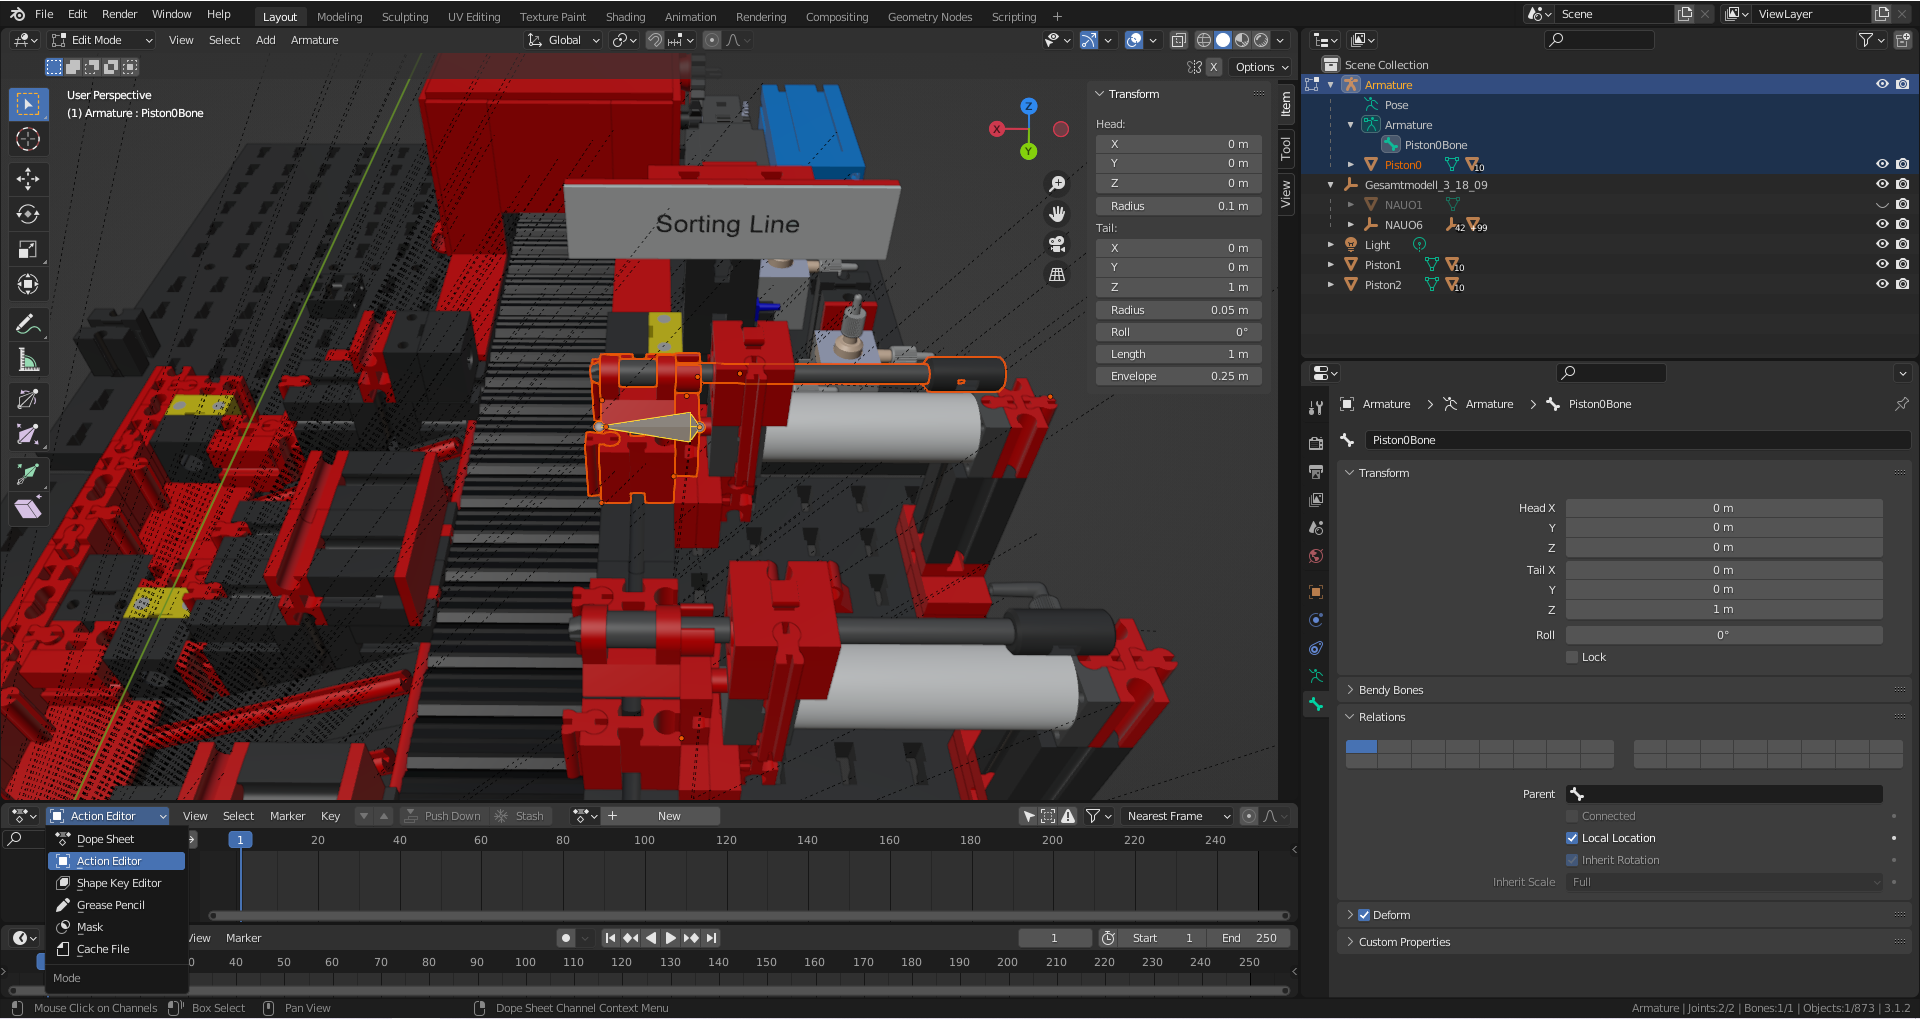 File Edit Render Window Help Layout Modeling Sculpting UV Editing Texture Paint Shading Animation Rendering Compositing Geometry Nodes Scripting + Scene ViewLayer
Edit Mode View Select Add Armature Global
X Options
User Perspective
(1) Armature : Piston0Bone
Sorting Line
X
Z
Y
Transform
Head:
X 0 m
Y 0 m
Z 0 m
Radius 0.1 m
Tail:
X 0 m
Y 0 m
Z 1 m
Radius 0.05 m
Roll 0°
Length 1 m
Envelope 0.25 m
Item
Tool
View
Scene Collection
Armature
Pose
Armature
Piston0Bone
Piston0 10
Gesamtmodell_3_18_09
NAUO1
NAUO6 42 +99
Light
Piston1 10
Piston2 10
Armature > Armature > Piston0Bone
Piston0Bone
Transform
Head X 0 m
Y 0 m
Z 0 m
Tail X 0 m
Y 0 m
Z 1 m
Roll 0°
Lock
Bendy Bones
Relations
Parent
Connected
Local Location
Inherit Rotation
Inherit Scale Full
Deform
Custom Properties
Action Editor View Select Marker Key Push Down Stash + New Nearest Frame
1 20 40 60 80 100 120 140 160 180 200 220 240
Dope Sheet
Action Editor
Shape Key Editor
Grease Pencil
Mask
Cache File
Mode
View Marker 1 Start 1 End 250
40 50 60 70 80 90 100 110 120 130 140 150 160 170 180 190 200 210 220 230 240 250
Mouse Click on Channels Box Select Pan View Dope Sheet Channel Context Menu Armature | Joints:2/2 | Bones:1/1 | Objects:1/873 | 3.1.2